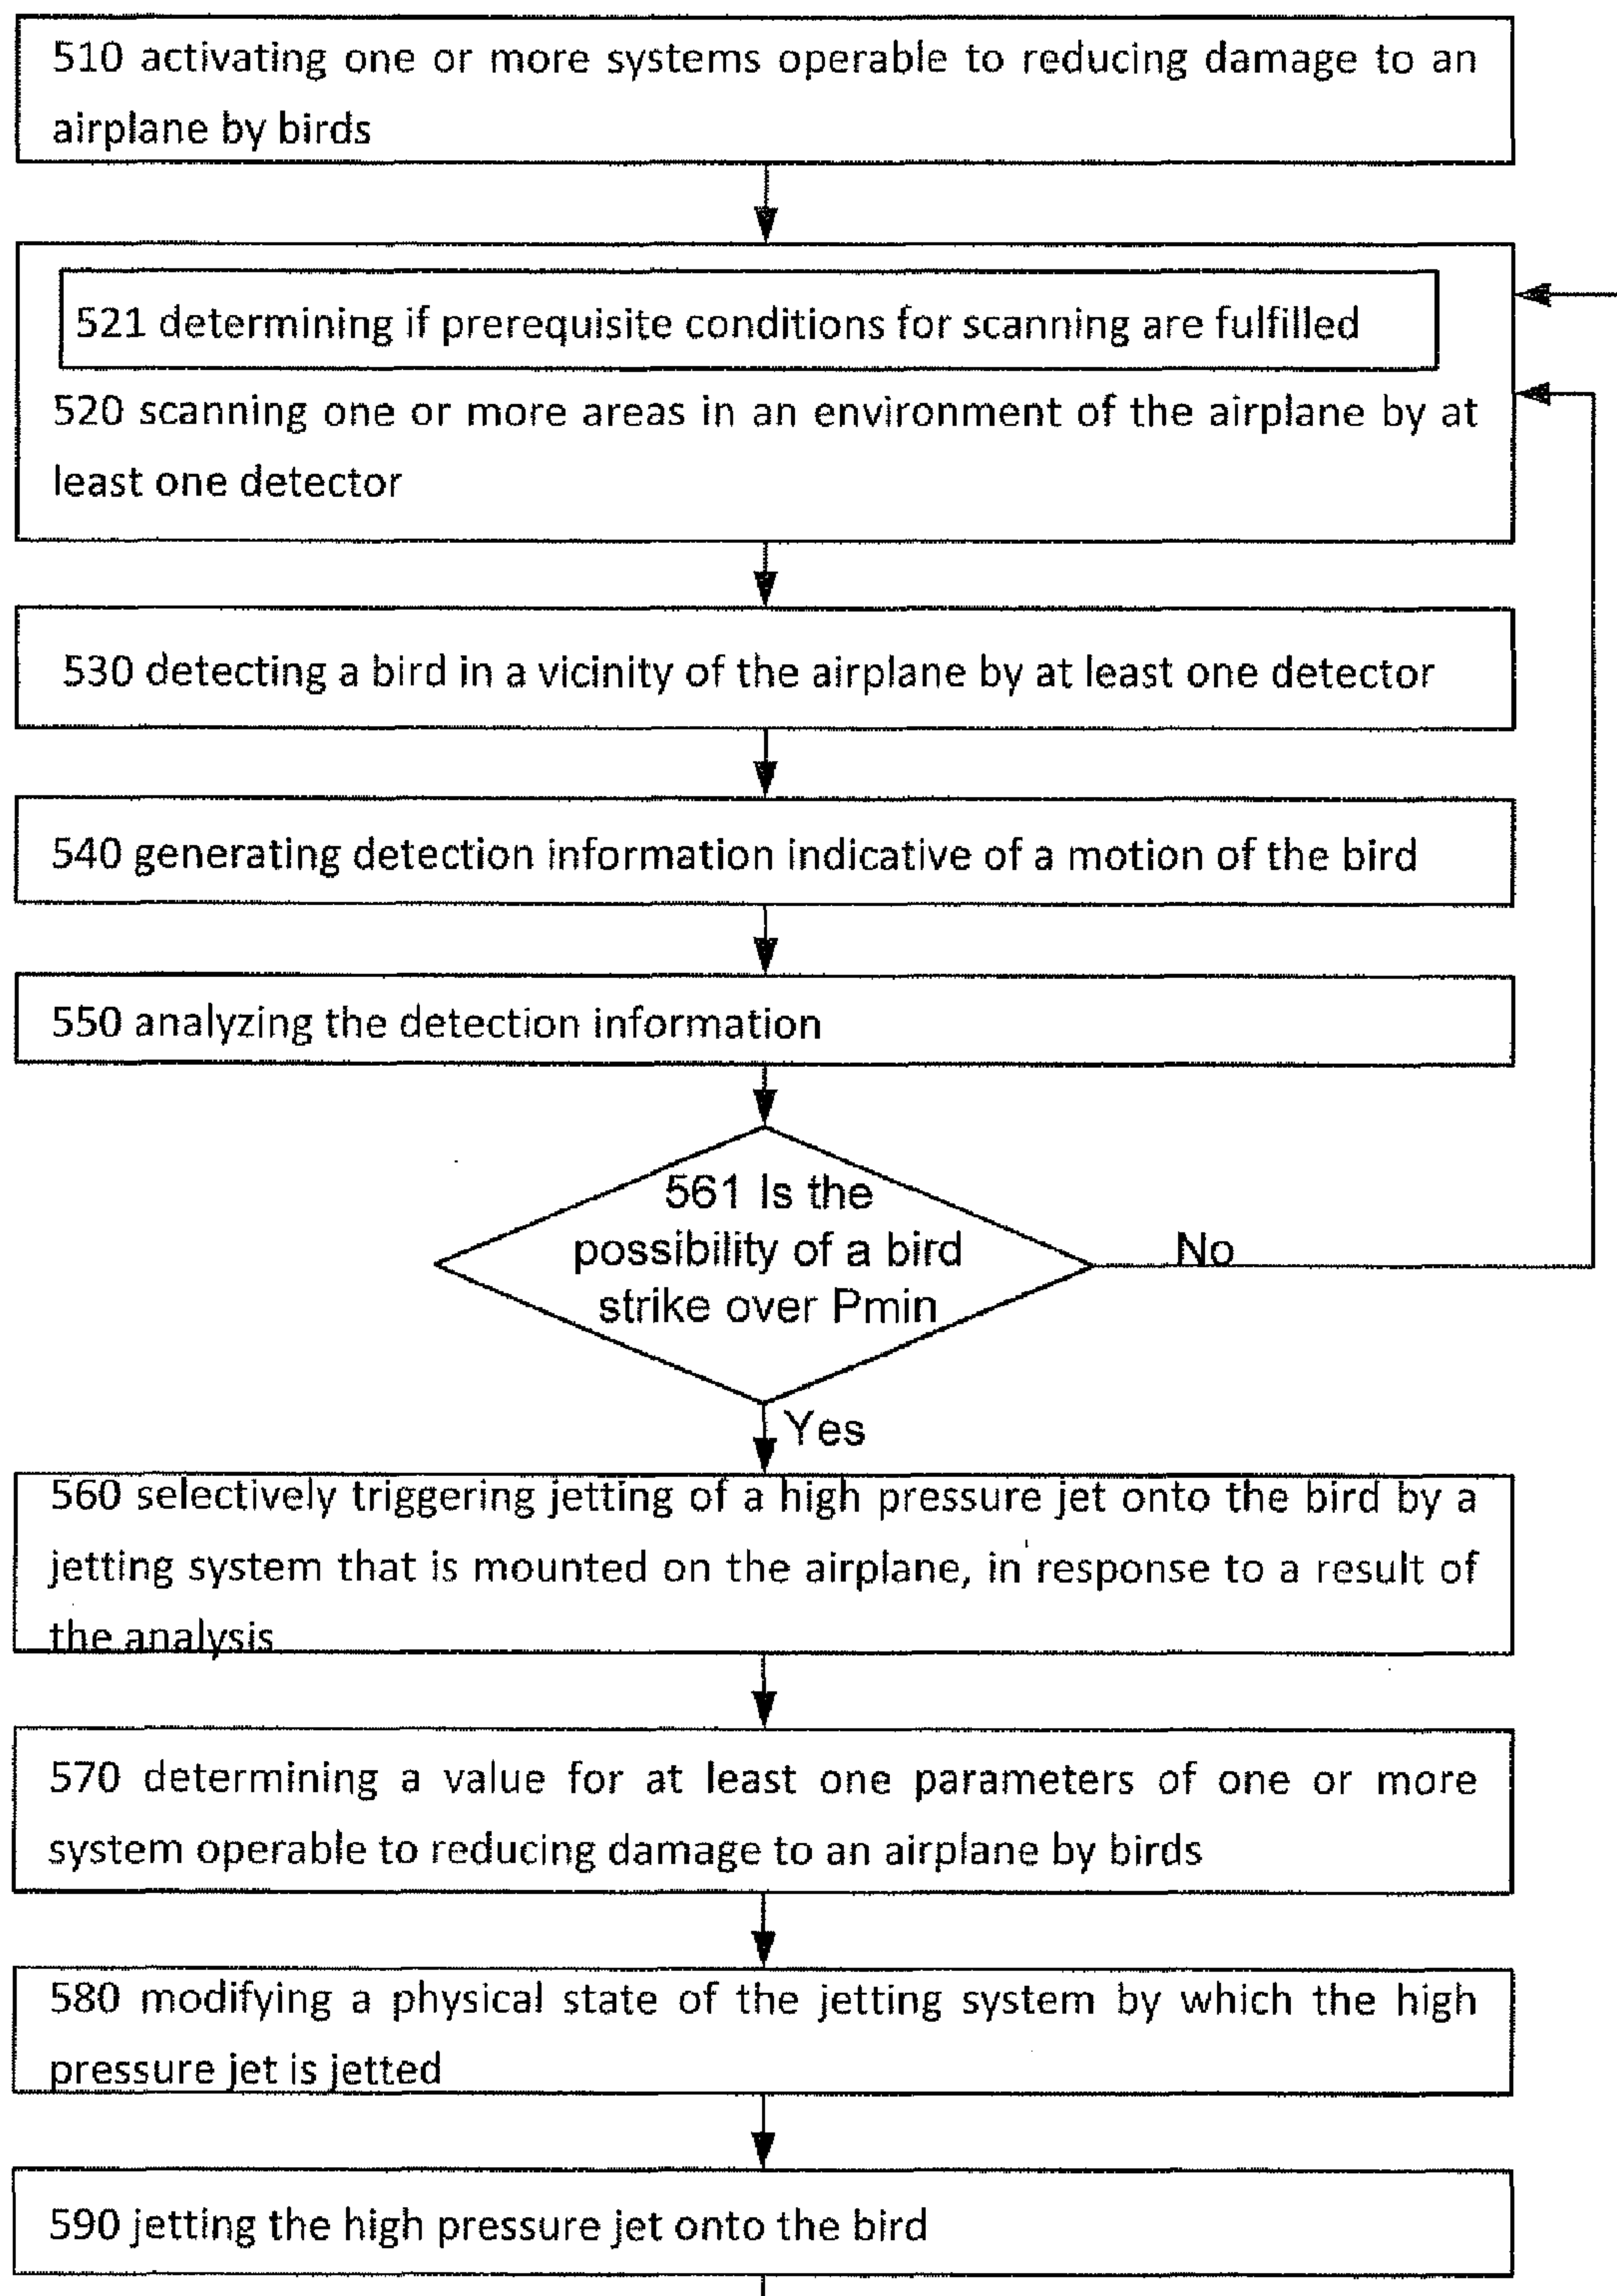 510 activating one or more systems operable to reducing damage to an
airplane by birds
521 determining if prerequisite conditions for scanning are fulfilled
520 scanning one or more areas in an environment of the airplane by at
least one detector
530 detecting a bird in a vicinity of the airplane by at least one detector
540 generating detection information indicative of a motion of the bird
550 analyzing the detection information
561 Is the
possibility of a bird
strike over Pmin
No
Yes
560 selectively triggering jetting of a high pressure jet onto the bird by a
jetting system that is mounted on the airplane, in response to a result of
the analysis
570 determining a value for at least one parameters of one or more
system operable to reducing damage to an airplane by birds
580 modifying a physical state of the jetting system by which the high
pressure jet is jetted
590 jetting the high pressure jet onto the bird